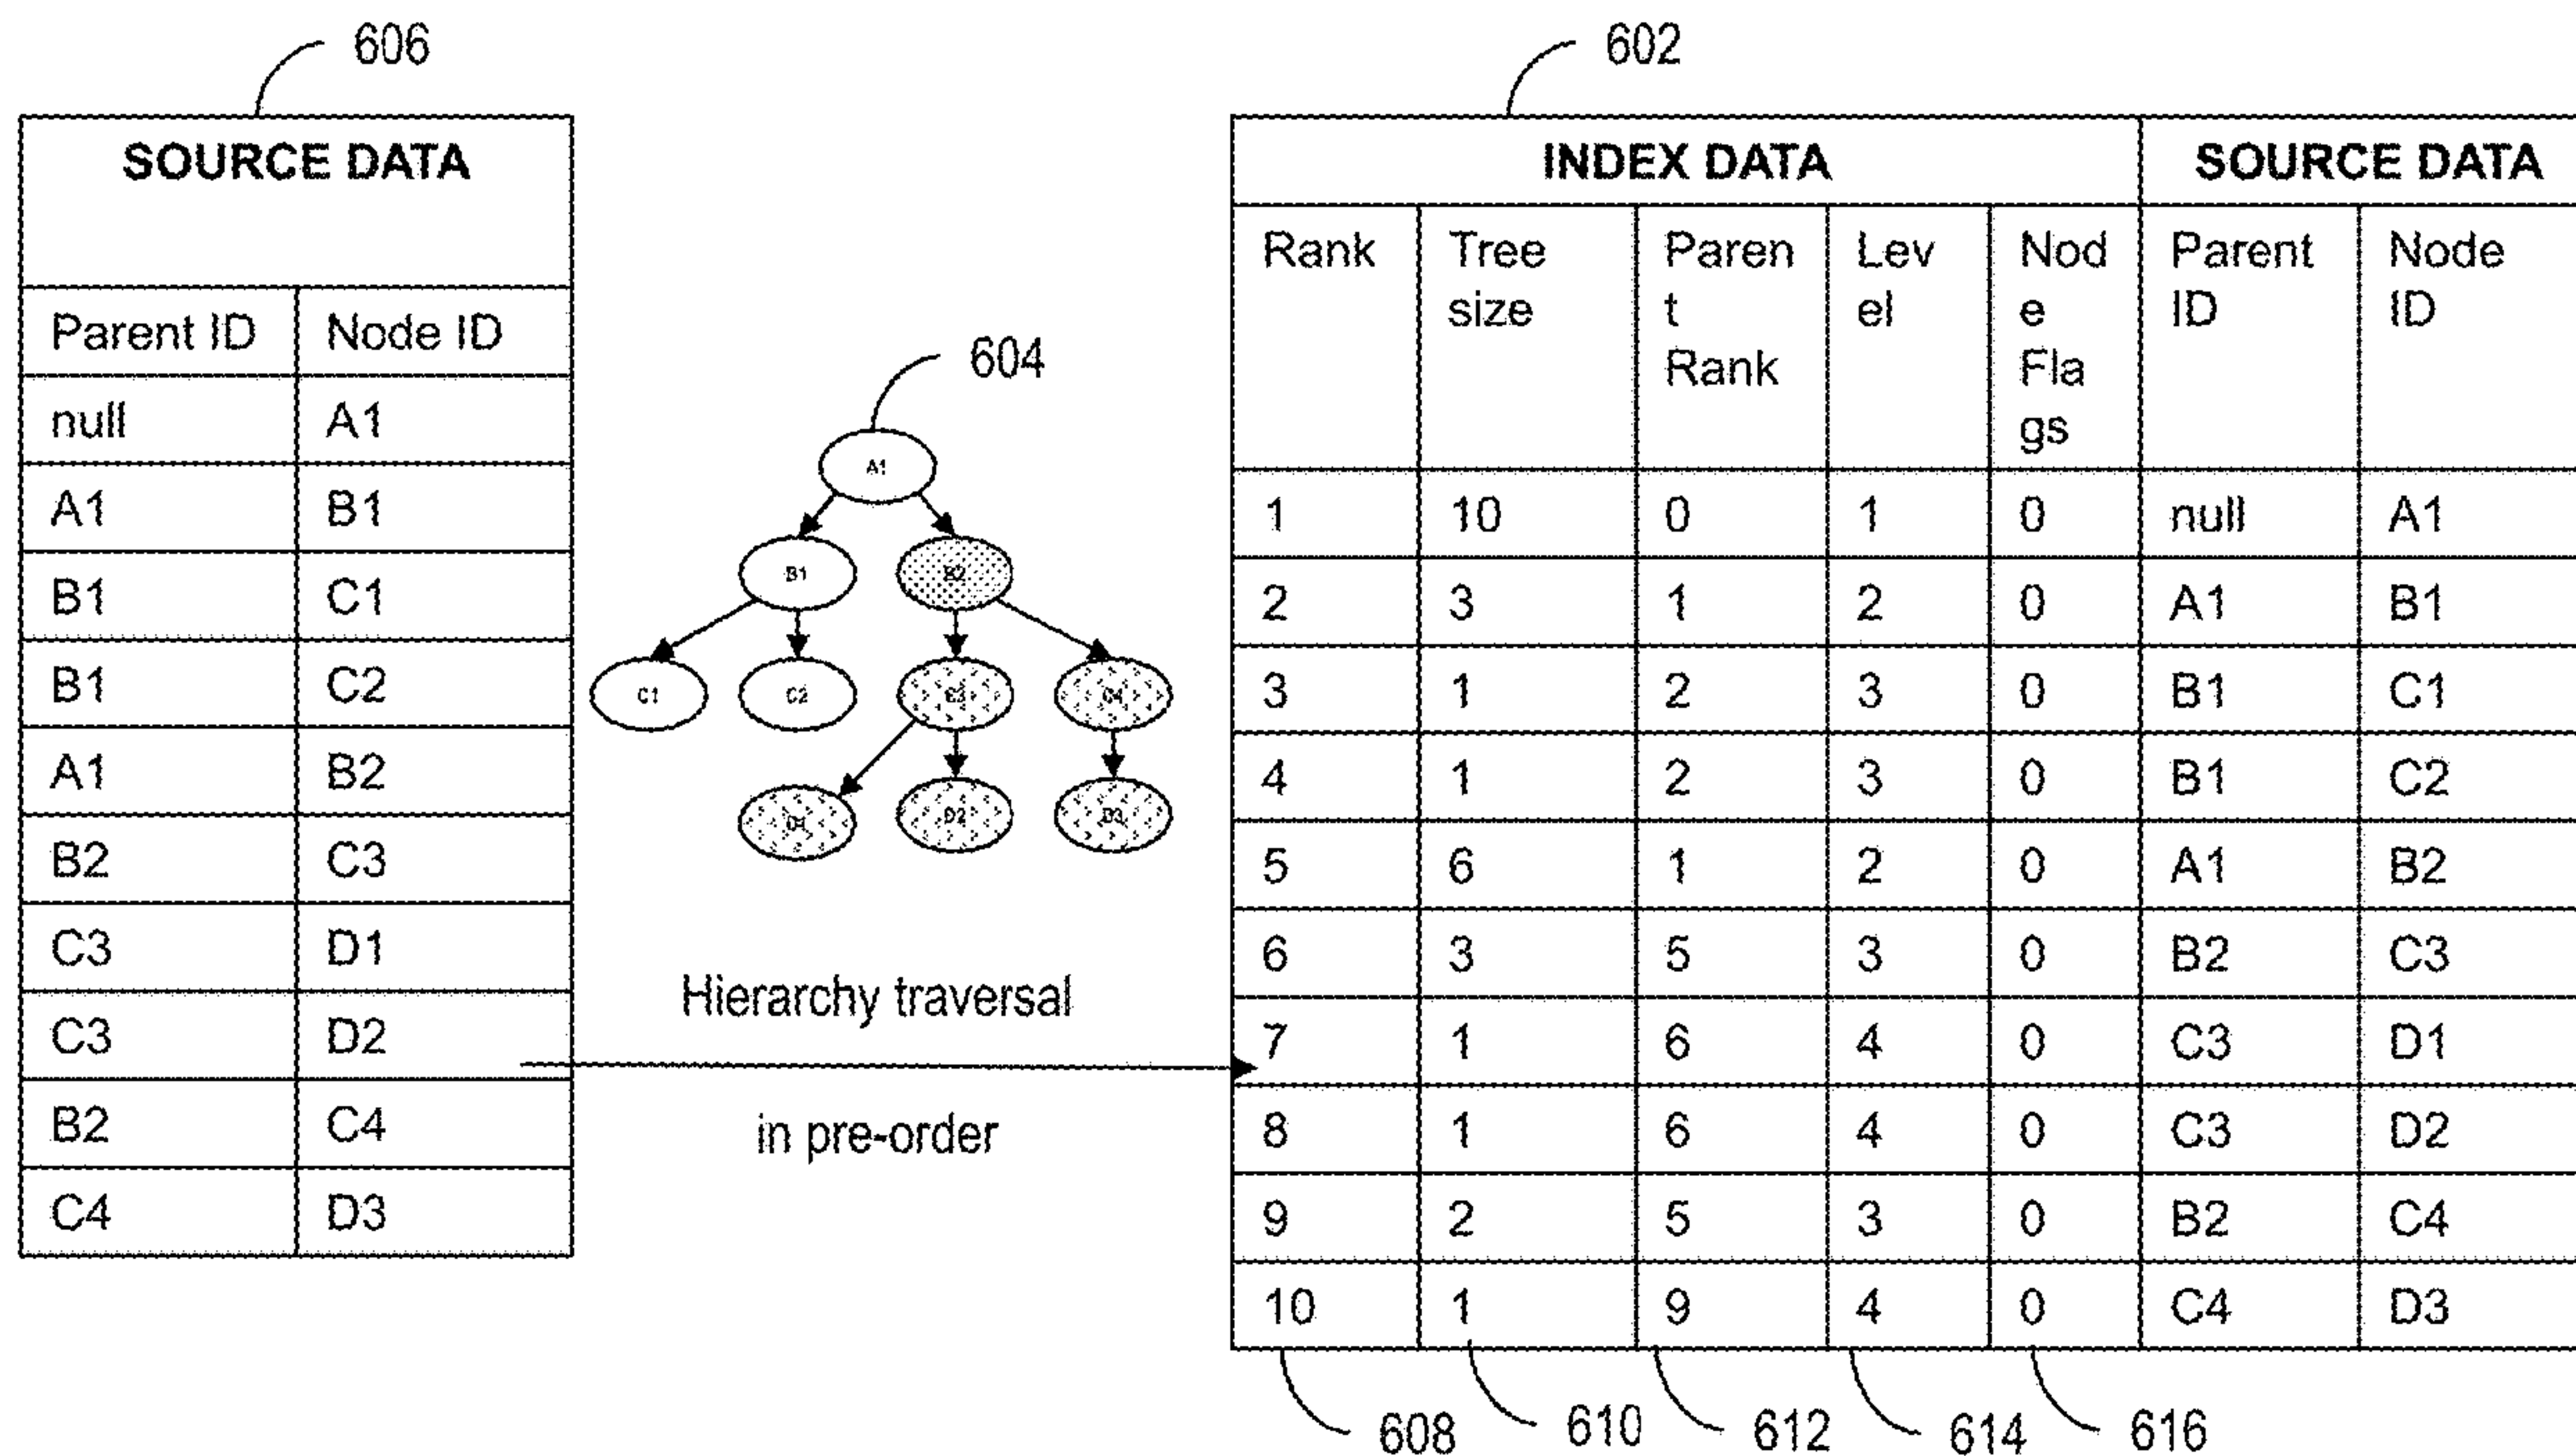 606
SOURCE DATA
Parent ID Node ID
null A1
A1 B1
B1 C1
B1 C2
A1 B2
B2 C3
C3 D1
C3 D2
B2 C4
C4 D3
604
A1
B1 B2
C1 C2 C3 C4
D1 D2 D3
Hierarchy traversal
in pre-order
602
INDEX DATA SOURCE DATA
Rank Tree Paren Lev Nod Parent Node
size t el e ID ID
Rank Fla
gs
1 10 0 1 0 null A1
2 3 1 2 0 A1 B1
3 1 2 3 0 B1 C1
4 1 2 3 0 B1 C2
5 6 1 2 0 A1 B2
6 3 5 3 0 B2 C3
7 1 6 4 0 C3 D1
8 1 6 4 0 C3 D2
9 2 5 3 0 B2 C4
10 1 9 4 0 C4 D3
608 610 612 614 616